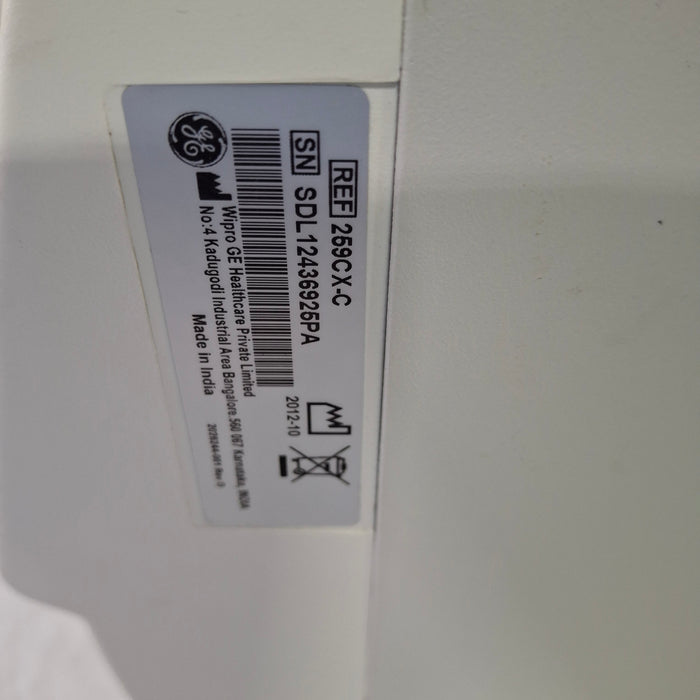 REF 259CX-C
SN SDL12436925PA
GE
Wipro GE Healthcare Private Limited
No:4 Kadugodi Industrial Area Bangalore 560 067 Karnataka, INDIA
Made in India
2012-10